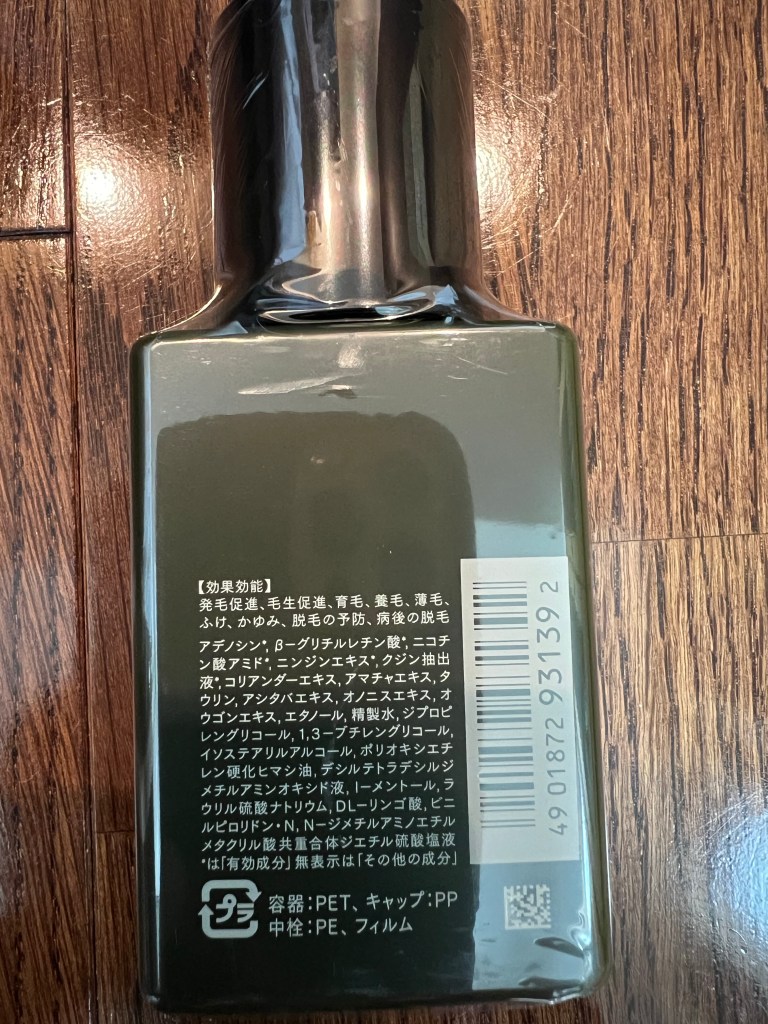 【効果効能】
発毛促進、毛生促進、育毛、養毛、薄毛、
ふけ、かゆみ、脱毛の予防、病後の脱毛
アデノシン*, β-グリチルレチン酸*, ニコチ
ン酸アミド*, ニンジンエキス*, クジン抽出
液*, コリアンダーエキス, アマチャエキス, タ
ウリン, アシタバエキス, オノニスエキス, オ
ウゴンエキス, エタノール, 精製水, ジプロピ
レングリコール, 1,3-ブチレングリコール,
イソステアリルアルコール, ポリオキシエチ
レン硬化ヒマシ油, デシルテトラデシルジ
メチルアミンオキシド液, l-メントール, ラ
ウリル硫酸ナトリウム, DL-リンゴ酸, ビニ
ルピロリドン・N, N-ジメチルアミノエチル
メタクリル酸共重合体ジエチル硫酸塩液
*は「有効成分」無表示は「その他の成分」
プラ
容器：PET、キャップ：PP
中栓：PE、フィルム
4901872 93139 2